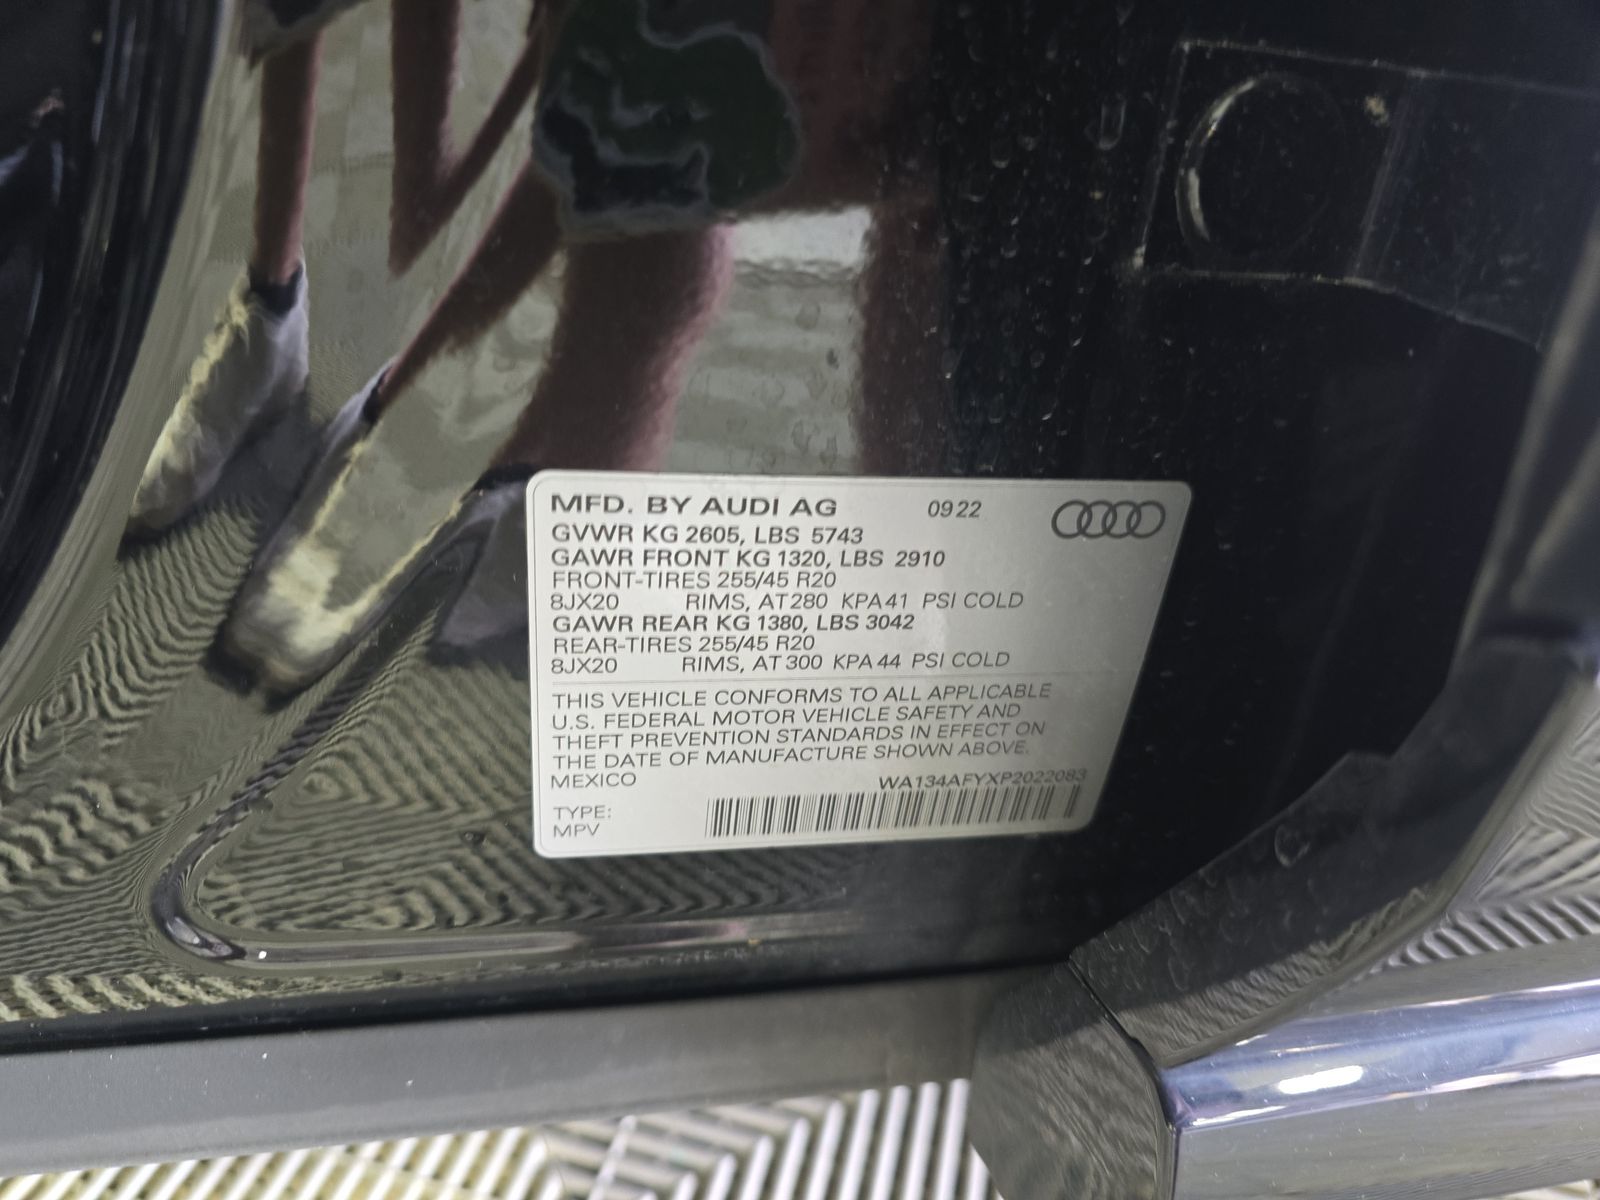 MFD. BY AUDI AG 09 22
GVWR KG 2605, LBS 5743
GAWR FRONT KG 1320, LBS 2910
FRONT-TIRES 255/45 R20
8JX20 RIMS, AT 280 KPA 41 PSI COLD
GAWR REAR KG 1380, LBS 3042
REAR-TIRES 255/45 R20
8JX20 RIMS, AT 300 KPA 44 PSI COLD
THIS VEHICLE CONFORMS TO ALL APPLICABLE
U.S. FEDERAL MOTOR VEHICLE SAFETY AND
THEFT PREVENTION STANDARDS IN EFFECT ON
THE DATE OF MANUFACTURE SHOWN ABOVE.
MEXICO WA134AFYXP2022083
TYPE:
MPV